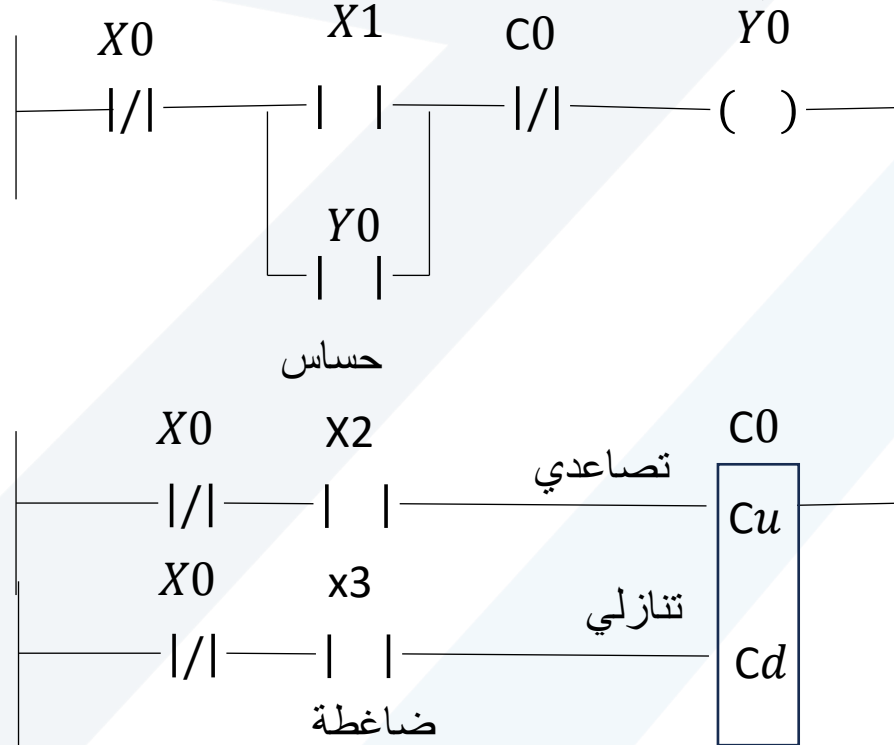 X0 X1 C0 Y0
Y0
حساس
X0 X2 تصاعدي C0
Cu
X0 x3 تنازلي
Cd
ضاغطة